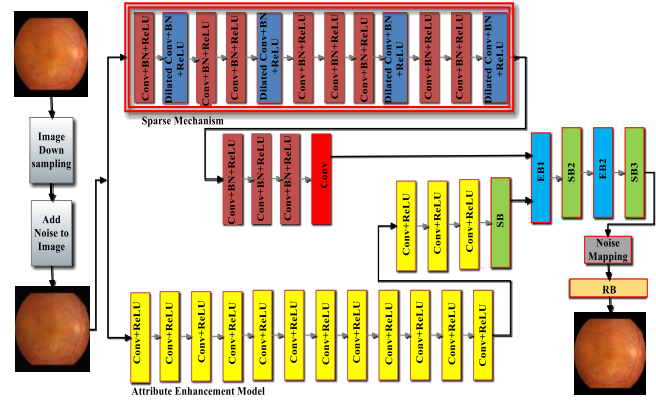 Conv+BN+ReLU
Dilated Conv+BN
+ReLU
Conv+BN+ReLU
Conv+BN+ReLU
Dilated Conv+BN
+ReLU
Conv+BN+ReLU
Conv+BN+ReLU
Conv+BN+ReLU
Dilated Conv+BN
+ReLU
Conv+BN+ReLU
Conv+BN+ReLU
Dilated Conv+BN
+ReLU
Sparse Mechanism
Image
Down
sampling
Add
Noise to
Image
Conv+BN+ReLU
Conv+BN+ReLU
Conv+BN+ReLU
Conv
EB1
SB2
EB2
SB3
Conv+ReLU
Conv+ReLU
Conv+ReLU
SB
Noise
Mapping
RB
Conv+ReLU
Conv+ReLU
Conv+ReLU
Conv+ReLU
Conv+ReLU
Conv+ReLU
Conv+ReLU
Conv+ReLU
Conv+ReLU
Conv+ReLU
Conv+ReLU
Conv+ReLU
Attribute Enhancement Model